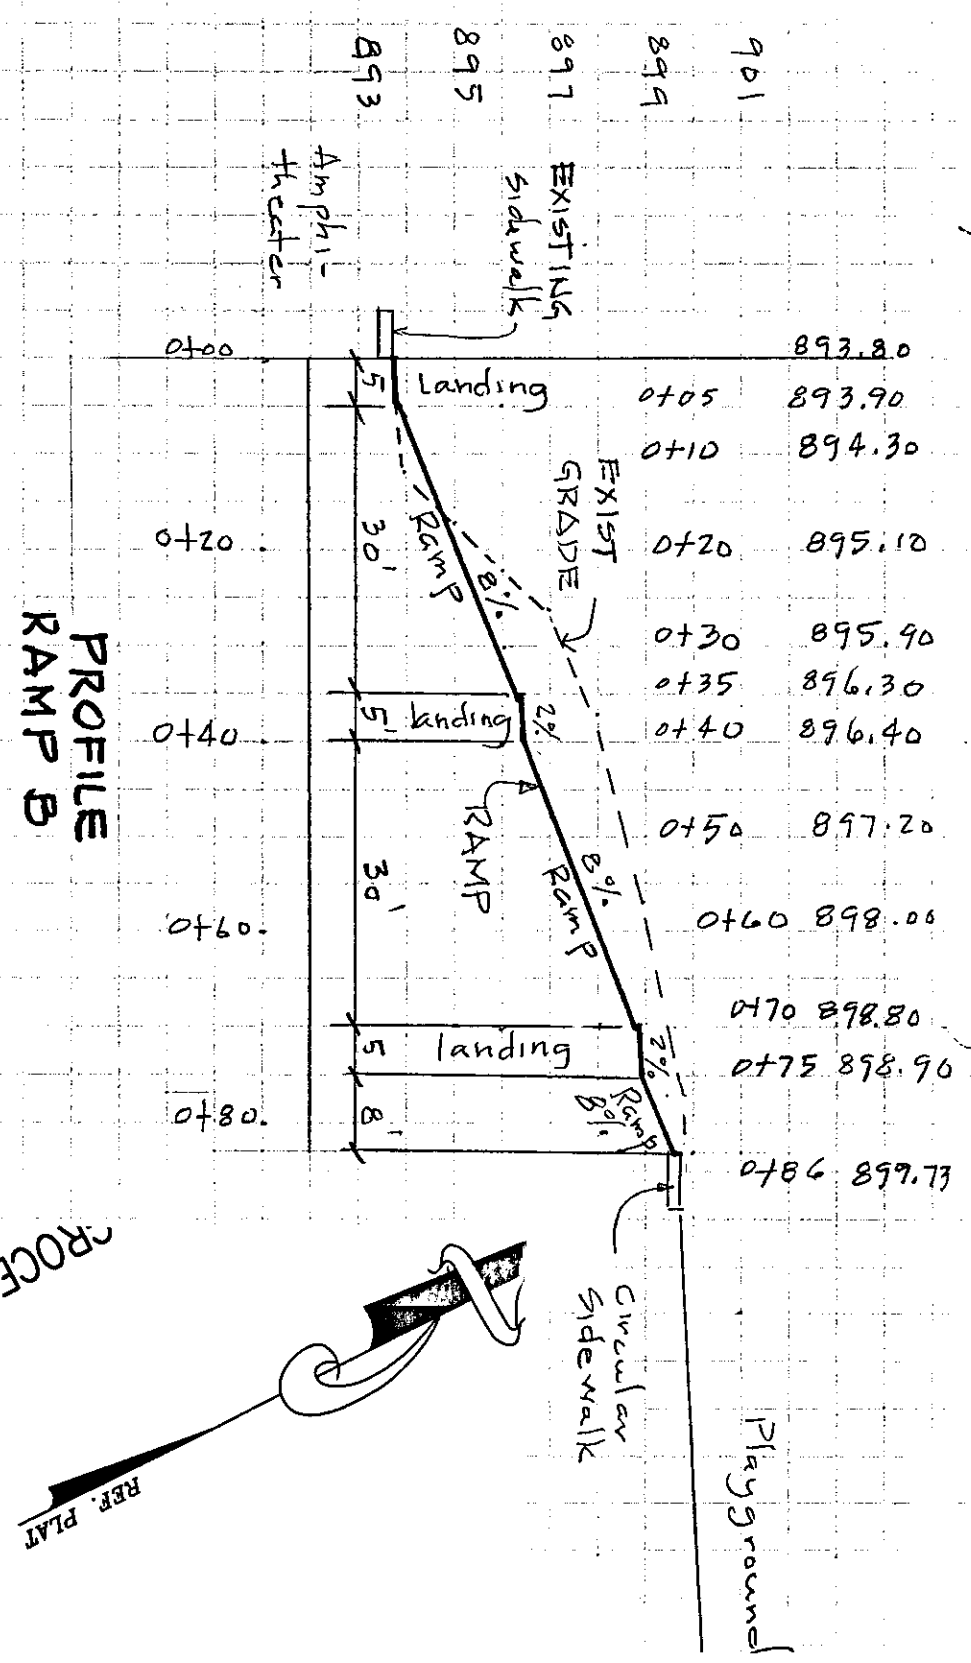 901
899
897
895
893
EXISTING
Sidewalk
Amphi-
theater
893.80
0+05 893.90
0+10 894.30
0+20 895.10
0+30 895.90
0+35 896.30
0+40 896.40
0+50 897.20
0+60 898.00
0+70 898.80
0+75 898.90
0+86 899.73
EXIST
GRADE
Landing
Ramp
8%
landing
2%
RAMP
8%
Ramp
landing
2%
Ramp
8%
5
30'
5'
30'
5
8'
0+00
0+20
0+40
0+60
0+80
Circular
Sidewalk
Playground
PROFILE
RAMP B
REF. PLAT